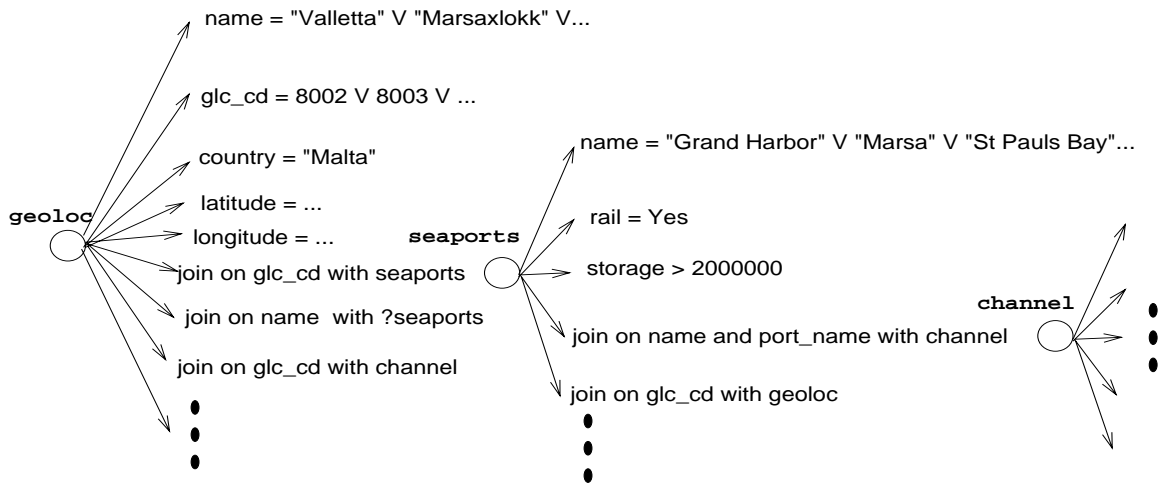 name = "Valletta" V "Marsaxlokk" V...
glc_cd = 8002 V 8003 V ...
country = "Malta"
latitude = ...
longitude = ...
geoloc
join on glc_cd with seaports
join on name with ?seaports
join on glc_cd with channel
name = "Grand Harbor" V "Marsa" V "St Pauls Bay"...
rail = Yes
seaports
storage > 2000000
join on name and port_name with channel
join on glc_cd with geoloc
channel